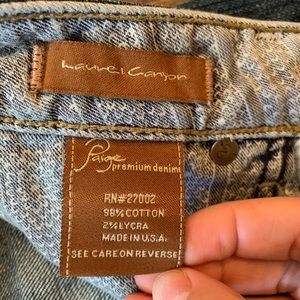 Laurel Canyon
Paige
premium denim
RN#27002
98% COTTON
2% LYCRA
MADE IN U.S.A.
SEE CARE ON REVERSE